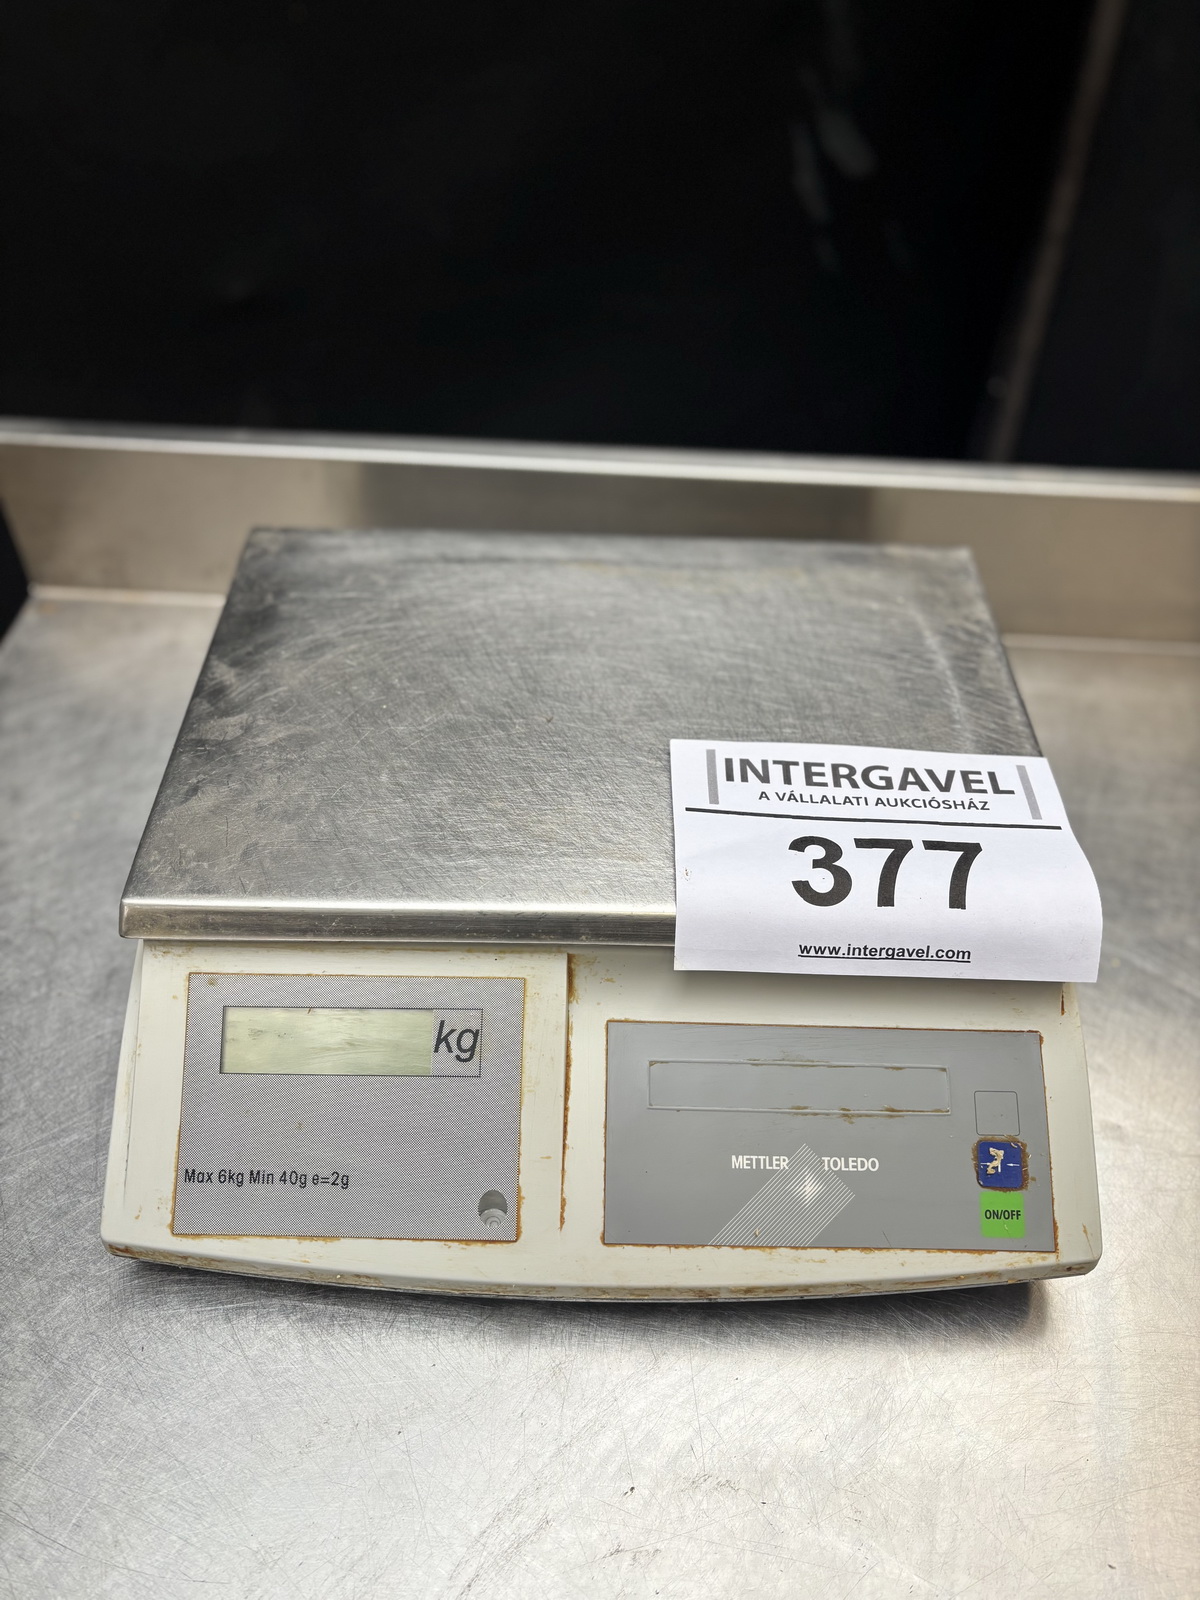 INTERGAVEL
A VÁLLALATI AUKCIÓSHÁZ
377
www.intergavel.com
kg
Max 6kg Min 40g e=2g
METTLER TOLEDO
ON/OFF